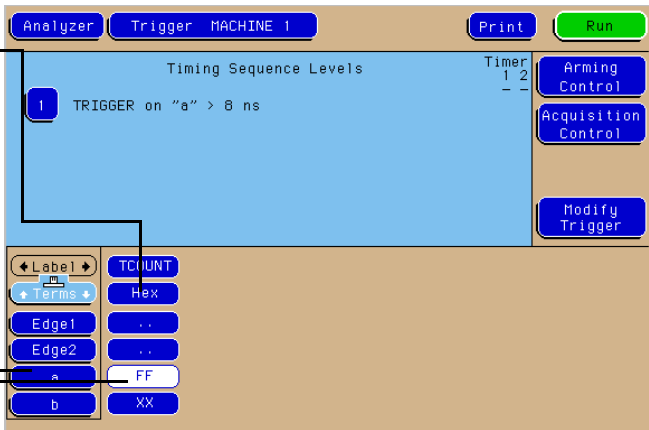 Analyzer Trigger MACHINE 1 Print Run
Timing Sequence Levels
Timer
1 2
- -
1 TRIGGER on "a" > 8 ns
Arming
Control
Acquisition
Control
Modify
Trigger
Label TCOUNT
Terms Hex
Edge1 ..
Edge2 ..
a FF
b XX